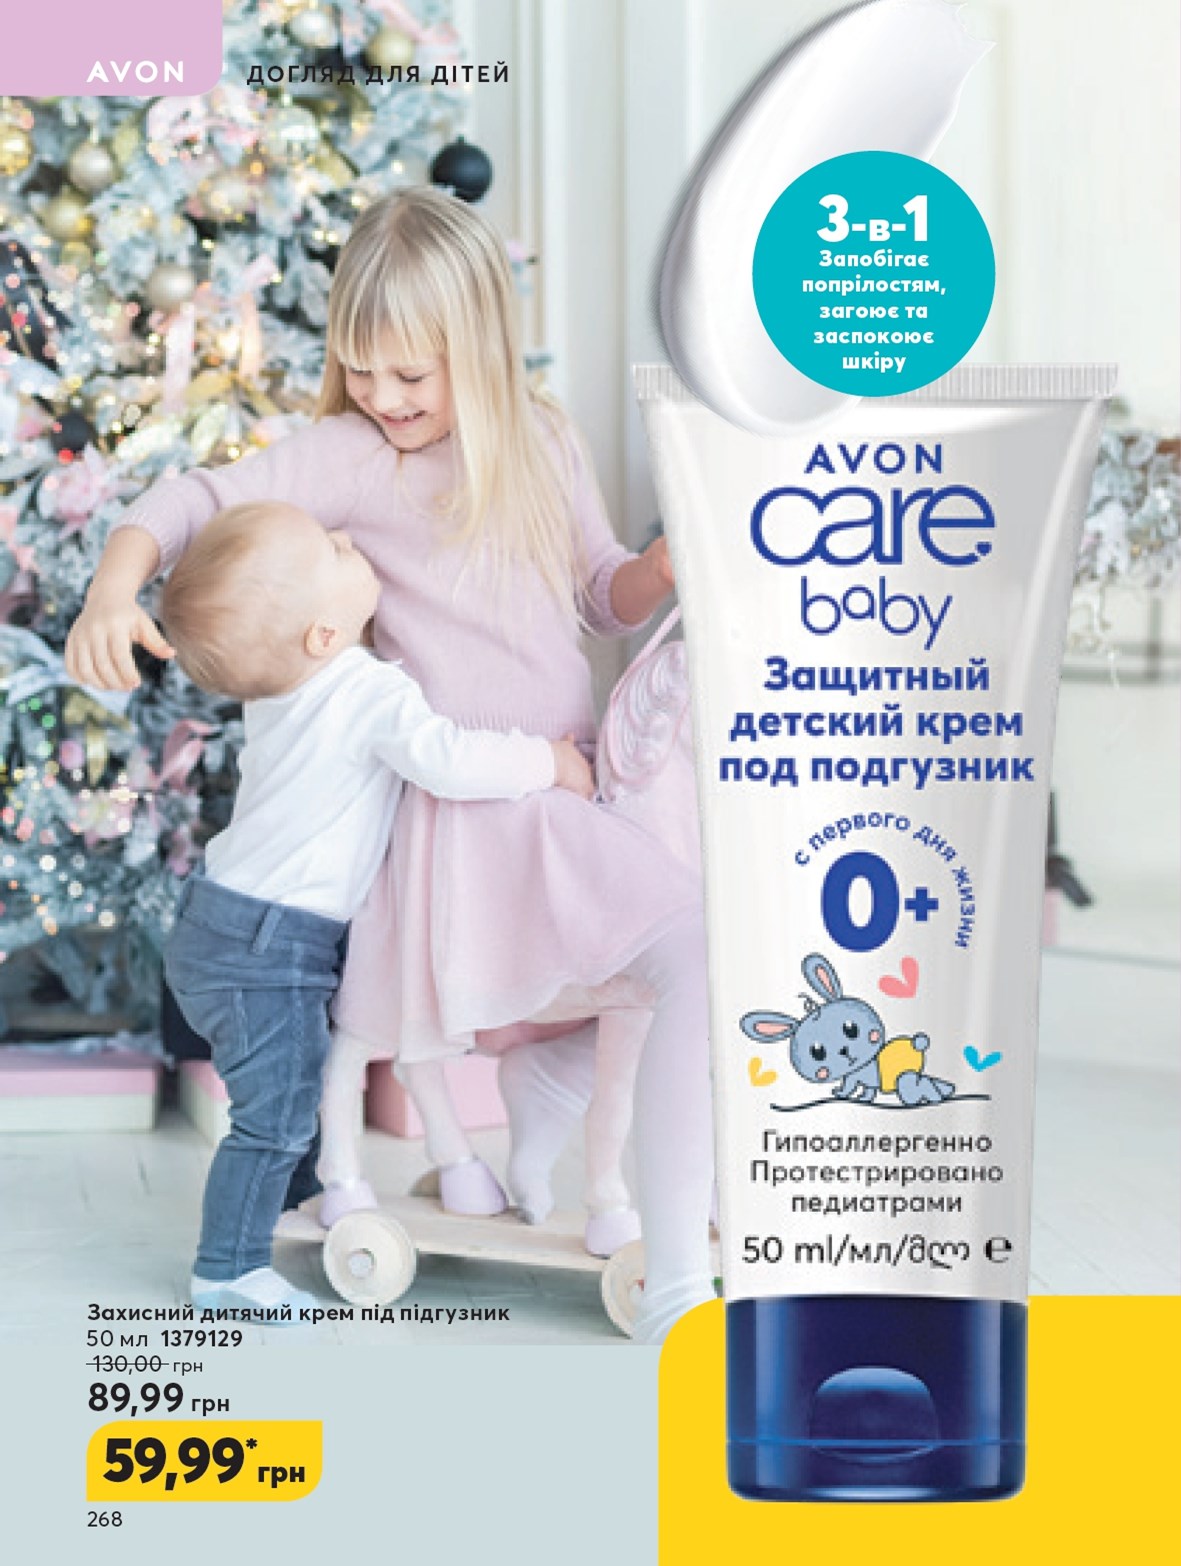 AVON
ДОГЛЯД ДЛЯ ДІТЕЙ
3-в-1
Запобігає
попрілостям,
загоює та
заспокоює
шкіру
AVON
care
baby
Защитный
детский крем
под подгузник
с первого дня жизни
0+
Гипоаллергенно
Протестрировано
педиатрами
50 ml/мл/მლ ℮
Захисний дитячий крем під підгузник
50 мл 1379129
130,00 грн
89,99 грн
59,99* грн
268